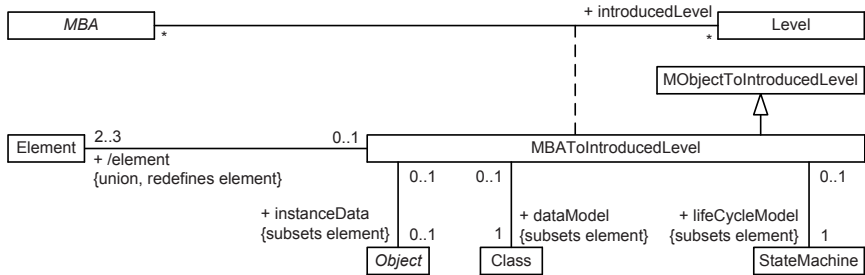 + introducedLevel
MBA
Level
*
*
MObjectToIntroducedLevel
2..3
0..1
Element
MBAToIntroducedLevel
+ /element
{union, redefines element}
0..1
0..1
0..1
+ instanceData
{subsets element}
0..1
+ dataModel
{subsets element}
1
+ lifeCycleModel
{subsets element}
1
Object
Class
StateMachine